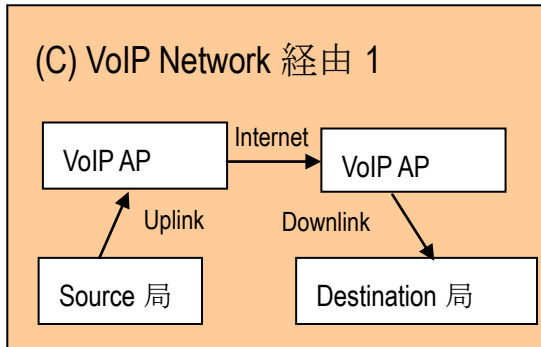 (C) VoIP Network 経由 1
Internet
VoIP AP
VoIP AP
Uplink
Downlink
Source 局
Destination 局